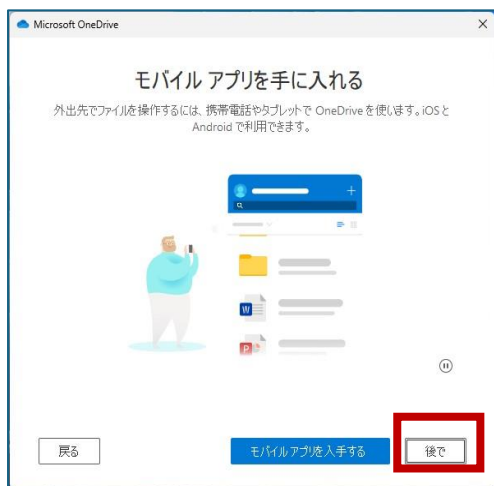 Microsoft OneDrive
モバイル アプリを手に入れる
外出先でファイルを操作するには、携帯電話やタブレットで OneDrive を使います。iOS と
Android で利用できます。
W
P
戻る
モバイル アプリを入手する
後で